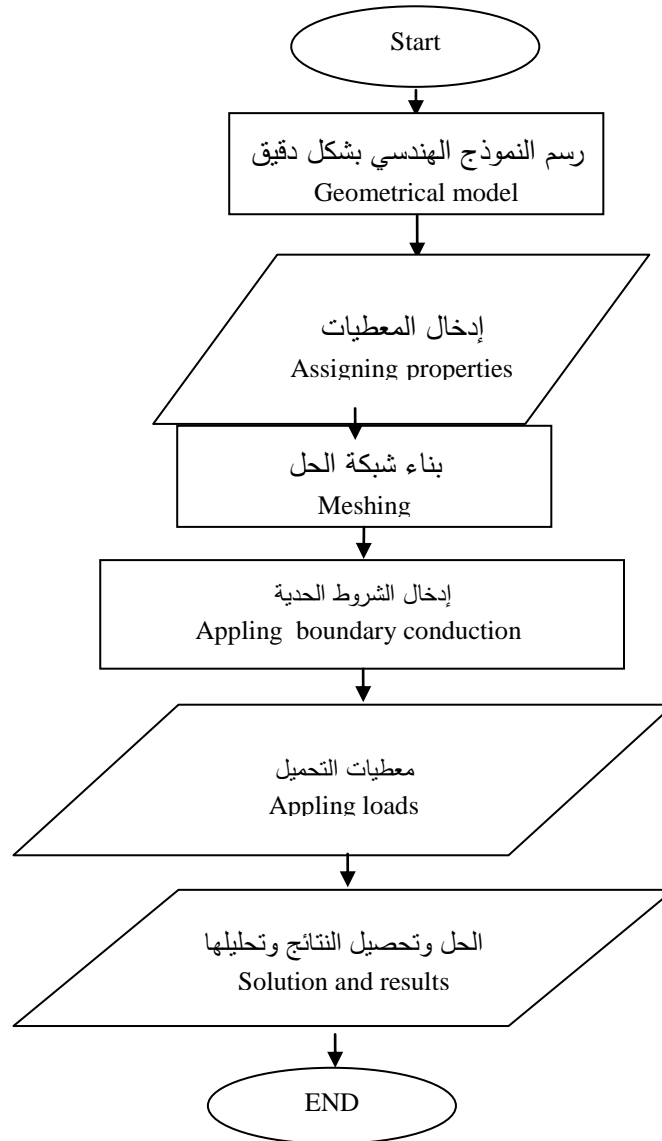 Start
رسم النموذج الهندسي بشكل دقيق
Geometrical model
إدخال المعطيات
Assigning properties
بناء شبكة الحل
Meshing
إدخال الشروط الحدية
Appling boundary conduction
معطيات التحميل
Appling loads
الحل وتحصيل النتائج وتحليلها
Solution and results
END